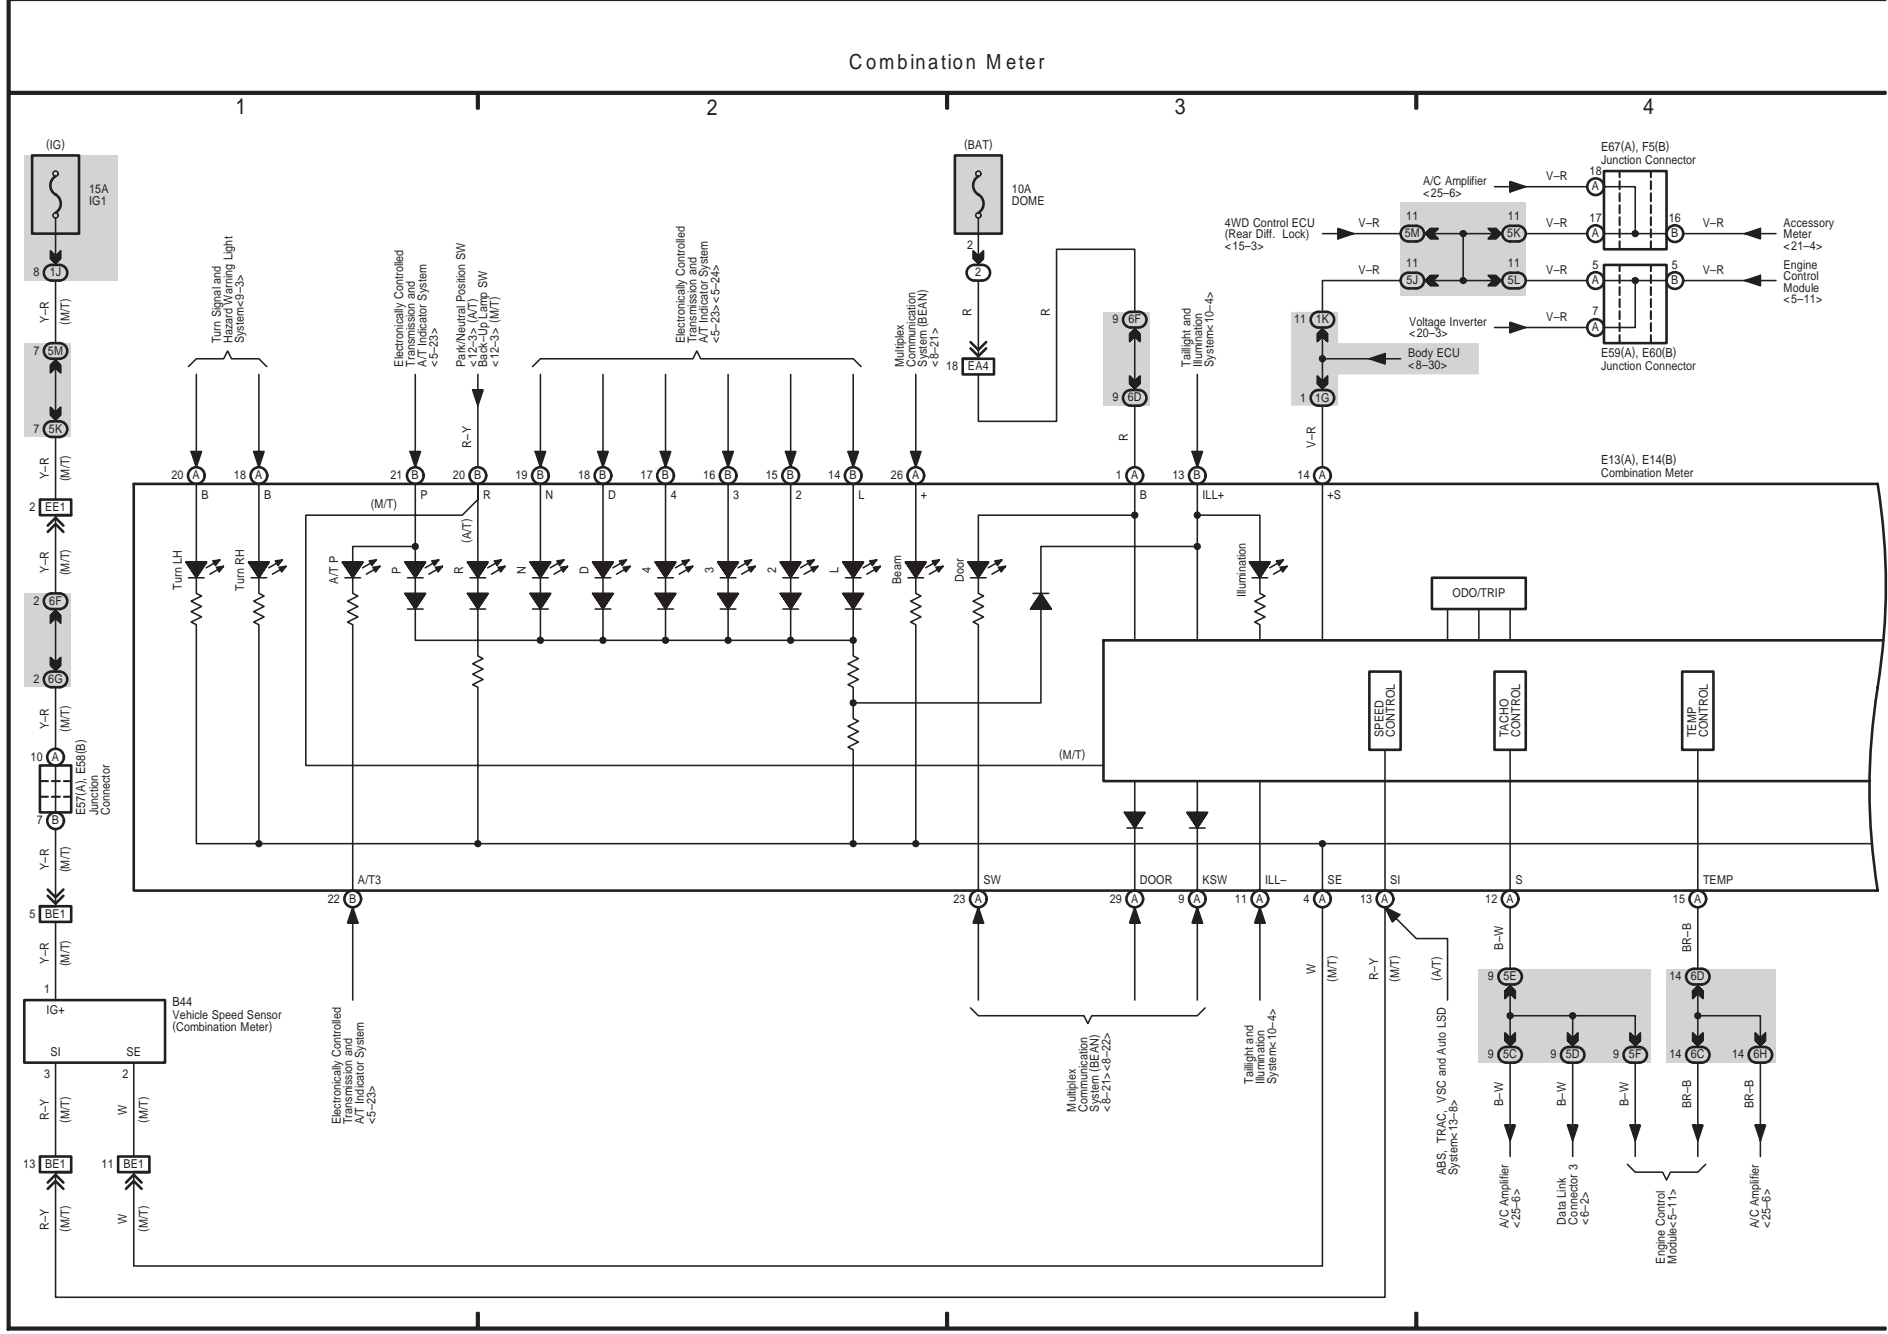 Combination Meter
1
2
3
4
(IG)
15A
IG1
8
1J
Y–R
(M/T)
7
5M
7
5K
Y–R
(M/T)
2
EE1
Y–R
(M/T)
2
6F
2
6G
Y–R
(M/T)
10
A
E57(A), E58(B)
Junction
Connector
7
B
Y–R
(M/T)
5
BE1
Y–R
(M/T)
1
IG+
SI
SE
B44
Vehicle Speed Sensor
(Combination Meter)
3
2
R–Y
(M/T)
W
(M/T)
13
BE1
11
BE1
R–Y
(M/T)
W
(M/T)
Turn Signal and
Hazard Warning Light
System<9–3>
Electronically Controlled
Transmission and
A/T Indicator System
<5–23>
Park/Neutral Position SW
<12–3> (A/T)
Back–Up Lamp SW
<12–3> (M/T)
R–Y
Electronically Controlled
Transmission and
A/T Indicator System
<5–23> <5–24>
Multiplex
Communication
System (BEAN)
<8–21>
(BAT)
10A
DOME
2
2
R
18
EA4
R
9
6F
9
6D
R
Taillight and
Illumination
System<10–4>
4WD Control ECU
(Rear Diff. Lock)
<15–3>
V–R
11
5M
11
5K
V–R
11
5J
11
5L
V–R
V–R
A/C Amplifier
<25–6>
V–R
E67(A), F5(B)
Junction Connector
18
A
17
A
16
B
V–R
Accessory
Meter
<21–4>
5
A
5
B
V–R
Engine
Control
Module
<5–11>
Voltage Inverter
<20–3>
V–R
7
A
E59(A), E60(B)
Junction Connector
11
1K
Body ECU
<8–30>
1
1G
V–R
E13(A), E14(B)
Combination Meter
20
A
18
A
21
B
20
B
19
B
18
B
17
B
16
B
15
B
14
B
26
A
1
A
13
B
14
A
B
B
P
R
N
D
4
3
2
L
+
B
ILL+
+S
(M/T)
(A/T)
Turn LH
Turn RH
A/T P
P
R
N
D
4
3
2
L
Beam
Door
Illumination
ODO/TRIP
SPEED
CONTROL
TACHO
CONTROL
TEMP
CONTROL
(M/T)
A/T3
SW
DOOR
KSW
ILL–
SE
SI
S
TEMP
22
B
23
A
29
A
9
A
11
A
4
A
13
A
12
A
15
A
W
(M/T)
R–Y
(M/T)
(A/T)
B–W
BR–B
Electronically Controlled
Transmission and
A/T Indicator System
<5–23>
Multiplex
Communication
System (BEAN)
<8–21> <8–22>
Taillight and
Illumination
System<10–4>
ABS, TRAC, VSC and Auto LSD
System<13–8>
9
5E
14
6D
9
5C
9
5D
9
5F
14
6C
14
6H
B–W
B–W
B–W
BR–B
BR–B
A/C Amplifier
<25–6>
Data Link
Connector 3
<6–2>
Engine Control
Module<5–11>
A/C Amplifier
<25–6>